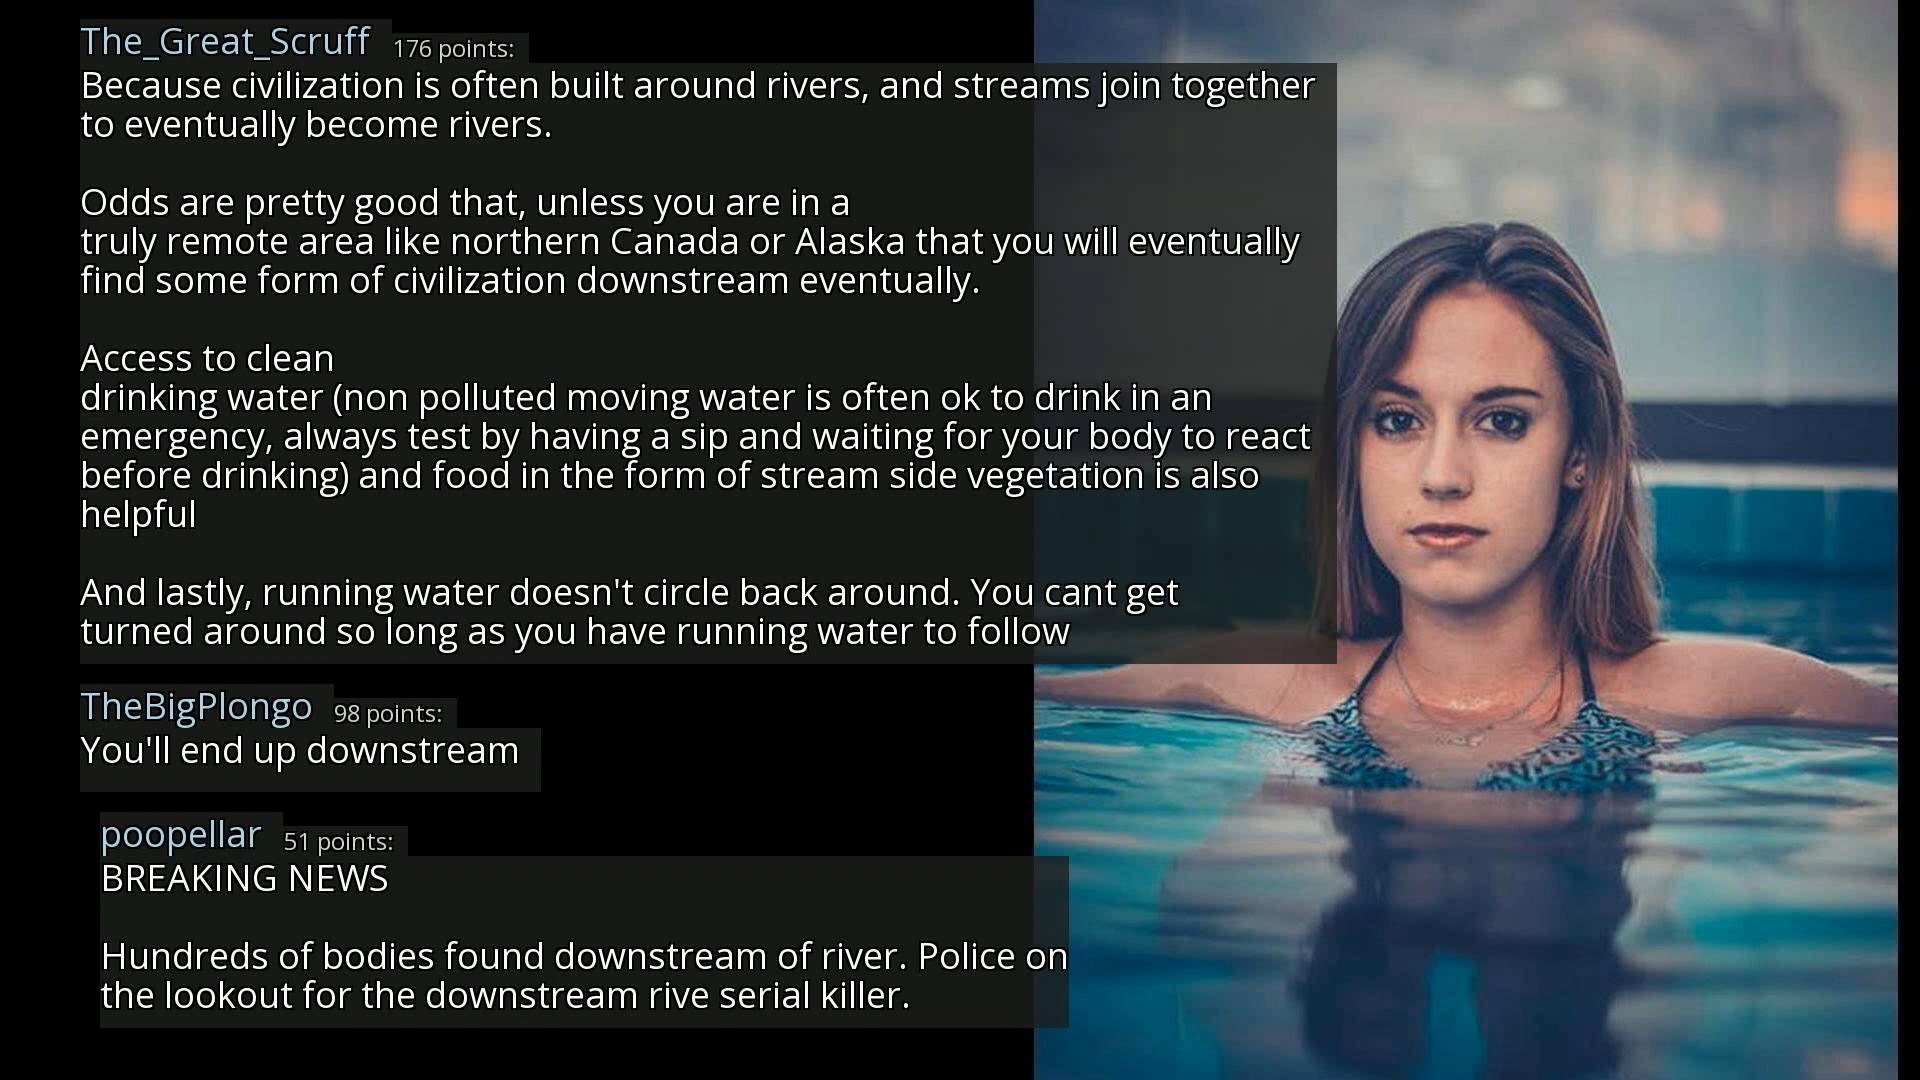 The_Great_Scruff 176 points:
Because civilization is often built around rivers, and streams join together
to eventually become rivers.
Odds are pretty good that, unless you are in a
truly remote area like northern Canada or Alaska that you will eventually
find some form of civilization downstream eventually.
Access to clean
drinking water (non polluted moving water is often ok to drink in an
emergency, always test by having a sip and waiting for your body to react
before drinking) and food in the form of stream side vegetation is also
helpful
And lastly, running water doesn't circle back around. You cant get
turned around so long as you have running water to follow
TheBigPlongo 98 points:
You'll end up downstream
poopellar 51 points:
BREAKING NEWS
Hundreds of bodies found downstream of river. Police on
the lookout for the downstream rive serial killer.